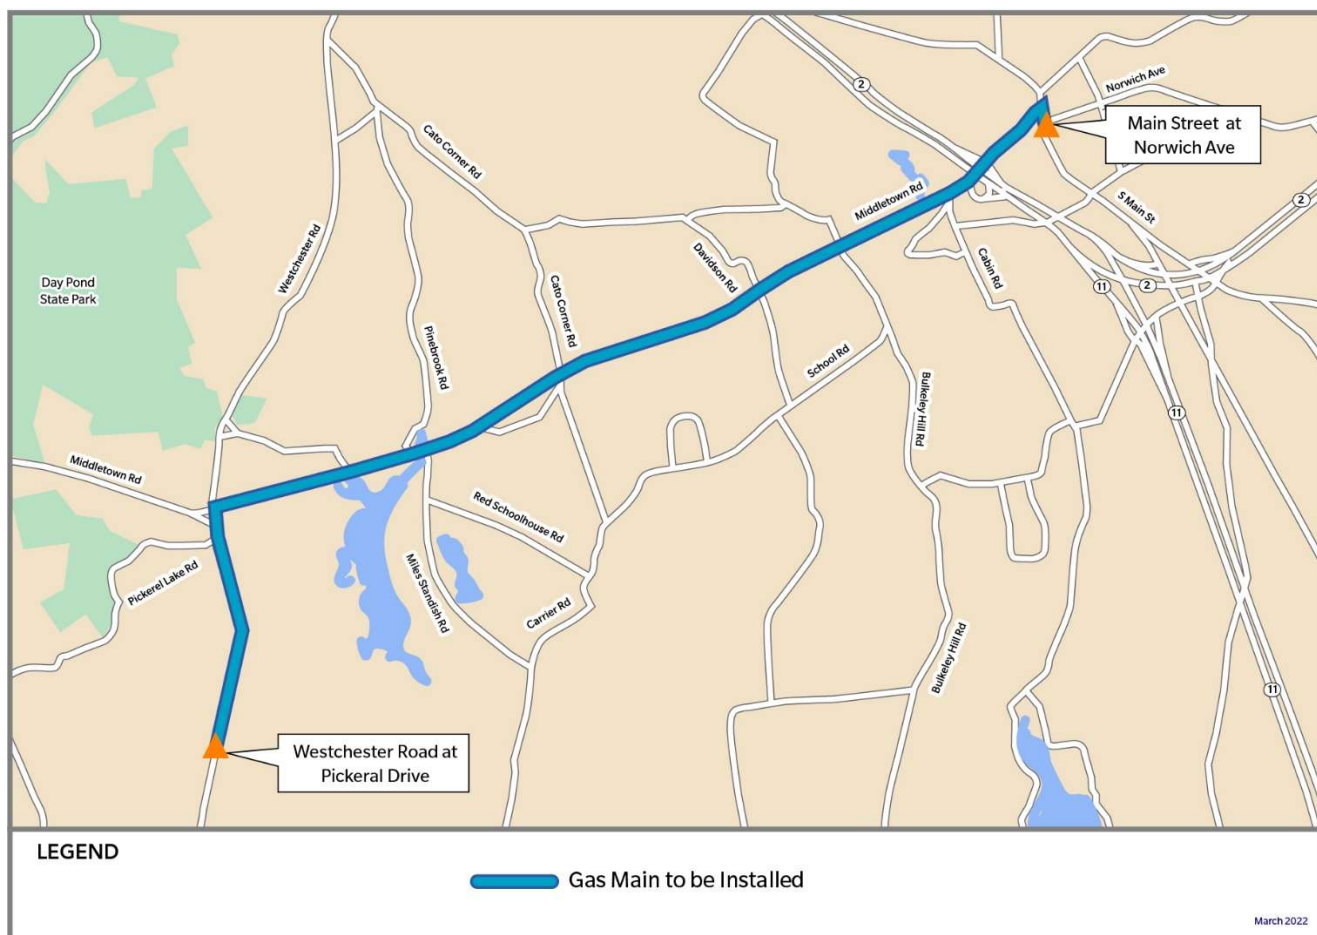 2
Norwich Ave
Main Street at
Norwich Ave
Cato Corner Rd
Middletown Rd
2
S Main St
Westchester Rd
Davidson Rd
Cabin Rd
Day Pond
State Park
Cato Corner Rd
11
2
Pinebrook Rd
School Rd
Bulkeley Hill Rd
11
Middletown Rd
Red Schoolhouse Rd
Pickerel Lake Rd
Miles Standish Rd
Carrier Rd
Bulkeley Hill Rd
11
Westchester Road at
Pickeral Drive
LEGEND
Gas Main to be Installed
March 2022